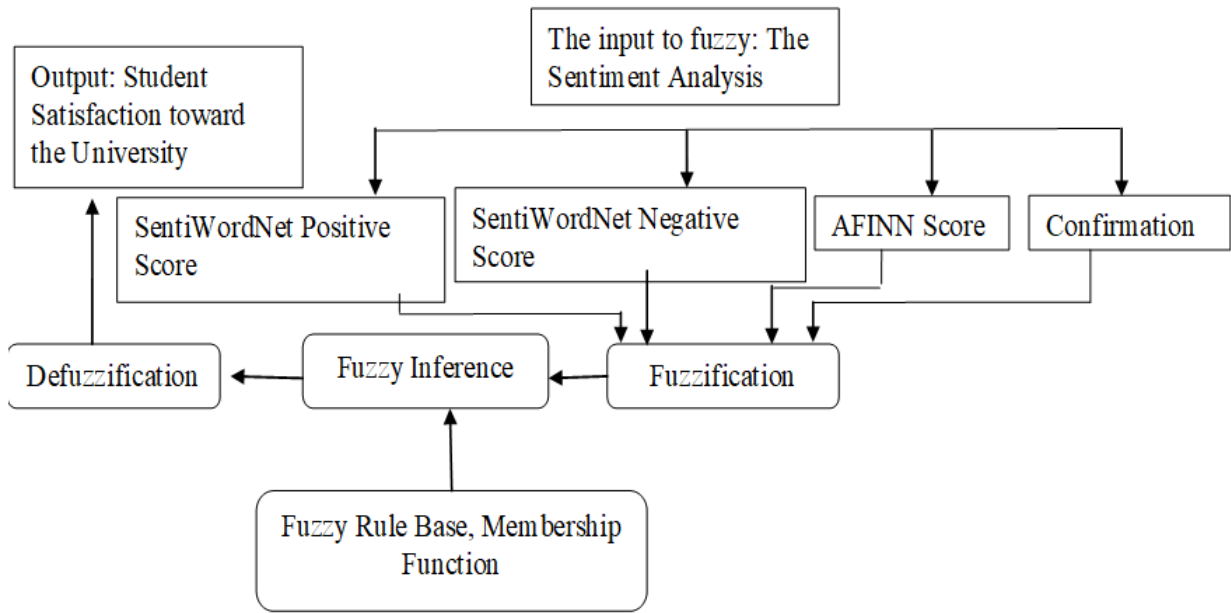 The input to fuzzy: The
Sentiment Analysis
Output: Student
Satisfaction toward
the University
SentiWordNet Positive
Score
SentiWordNet Negative
Score
AFINN Score
Confirmation
Defuzzification
Fuzzy Inference
Fuzzification
Fuzzy Rule Base, Membership
Function